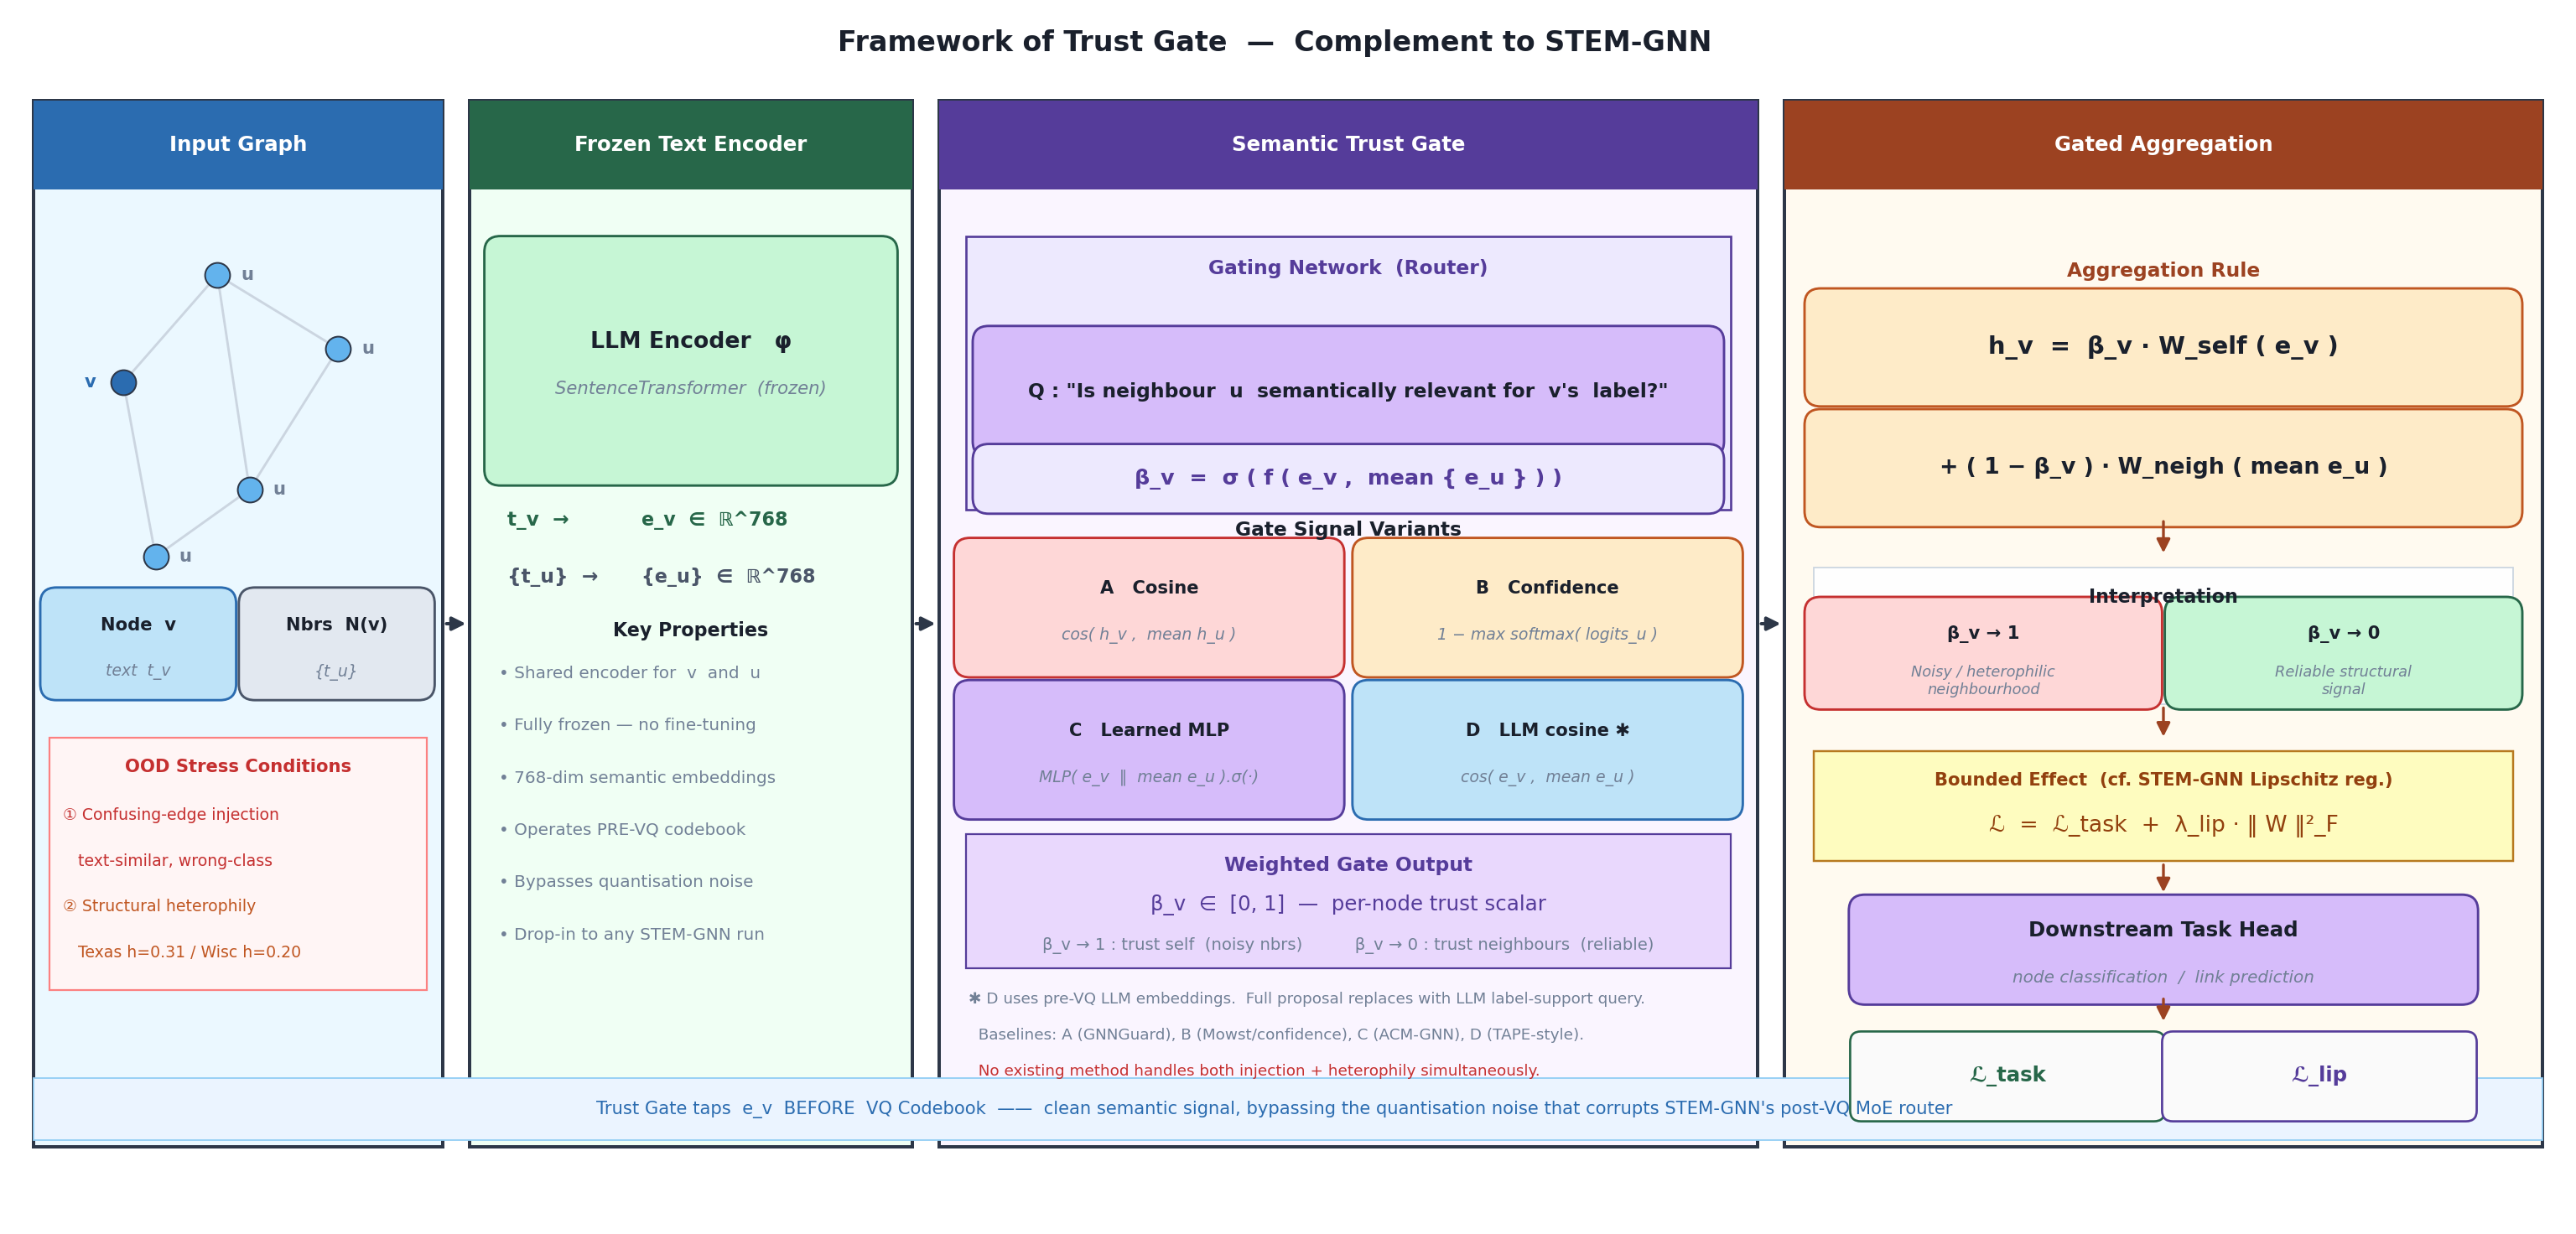 Framework of Trust Gate — Complement to STEM-GNN
Input Graph
u
u
v
u
u
Node v
text t_v
Nbrs N(v)
{t_u}
OOD Stress Conditions
① Confusing-edge injection
text-similar, wrong-class
② Structural heterophily
Texas h=0.31 / Wisc h=0.20
Frozen Text Encoder
LLM Encoder φ
SentenceTransformer (frozen)
t_v → e_v ∈ ℝ^768
{t_u} → {e_u} ∈ ℝ^768
Key Properties
• Shared encoder for v and u
• Fully frozen — no fine-tuning
• 768-dim semantic embeddings
• Operates PRE-VQ codebook
• Bypasses quantisation noise
• Drop-in to any STEM-GNN run
Semantic Trust Gate
Gating Network (Router)
Q : "Is neighbour u semantically relevant for v's label?"
β_v = σ ( f ( e_v , mean { e_u } ) )
Gate Signal Variants
A Cosine
cos( h_v , mean h_u )
B Confidence
1 − max softmax( logits_u )
C Learned MLP
MLP( e_v ∥ mean e_u ).σ(·)
D LLM cosine ✱
cos( e_v , mean e_u )
Weighted Gate Output
β_v ∈ [0, 1] — per-node trust scalar
β_v → 1 : trust self (noisy nbrs) β_v → 0 : trust neighbours (reliable)
✱ D uses pre-VQ LLM embeddings. Full proposal replaces with LLM label-support query.
Baselines: A (GNNGuard), B (Mowst/confidence), C (ACM-GNN), D (TAPE-style).
No existing method handles both injection + heterophily simultaneously.
Gated Aggregation
Aggregation Rule
h_v = β_v · W_self ( e_v )
+ ( 1 − β_v ) · W_neigh ( mean e_u )
Interpretation
β_v → 1
Noisy / heterophilic
neighbourhood
β_v → 0
Reliable structural
signal
Bounded Effect (cf. STEM-GNN Lipschitz reg.)
ℒ = ℒ_task + λ_lip · ‖ W ‖²_F
Downstream Task Head
node classification / link prediction
ℒ_task
ℒ_lip
Trust Gate taps e_v BEFORE VQ Codebook —— clean semantic signal, bypassing the quantisation noise that corrupts STEM-GNN's post-VQ MoE router